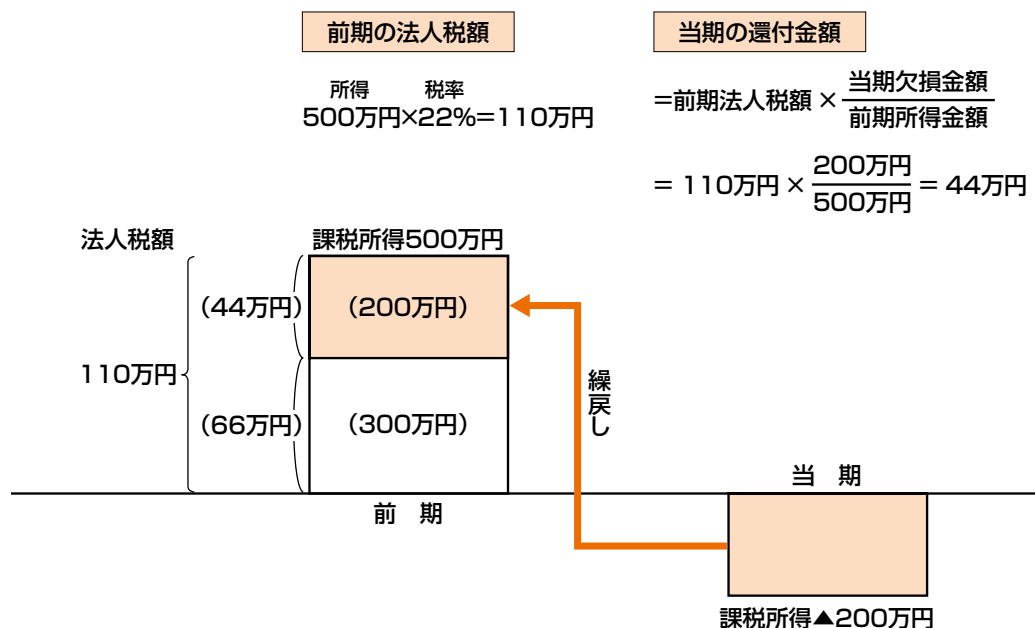 前期の法人税額
所得 税率
500万円×22%=110万円
当期の還付金額
=前期法人税額 × 当期欠損金額
前期所得金額
= 110万円 × 200万円
500万円 = 44万円
法人税額
課税所得500万円
(44万円)
(200万円)
110万円
(66万円)
(300万円)
繰戻し
前 期
当 期
課税所得▲200万円